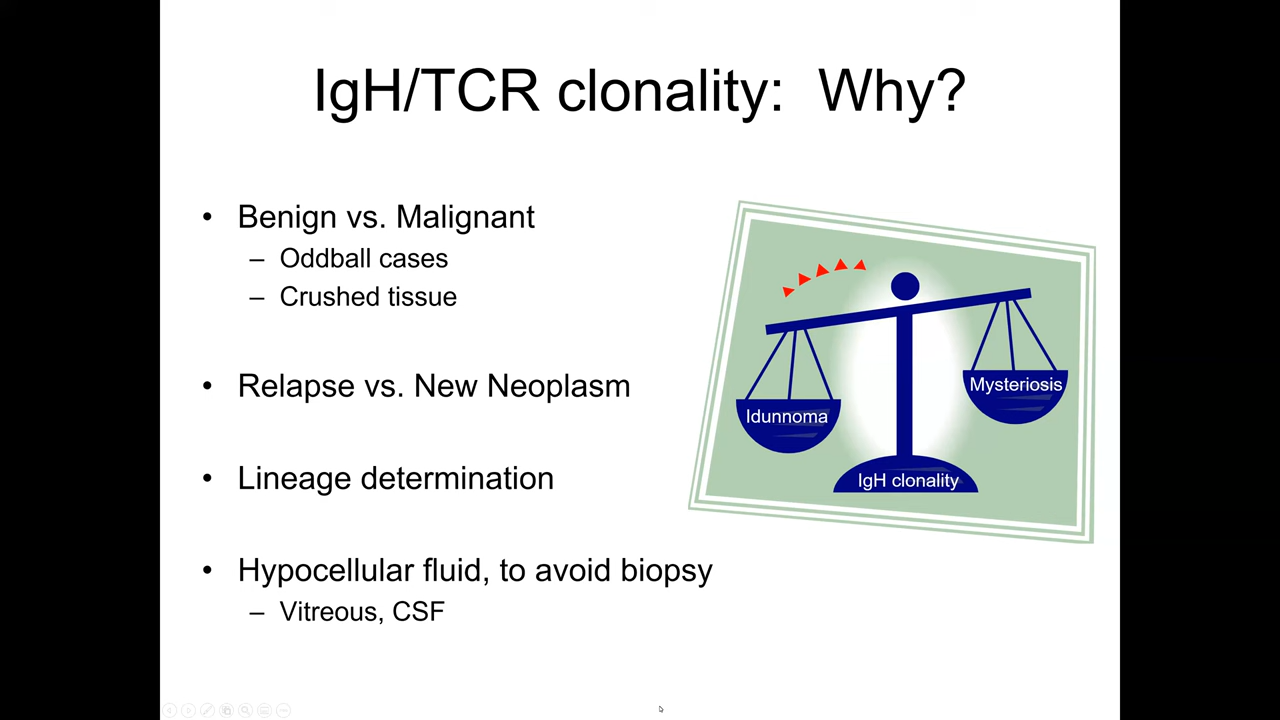 IgH/TCR clonality: Why?
• Benign vs. Malignant
– Oddball cases
– Crushed tissue
• Relapse vs. New Neoplasm
• Lineage determination
• Hypocellular fluid, to avoid biopsy
– Vitreous, CSF
Mysteriosis
Idunnoma
IgH clonality